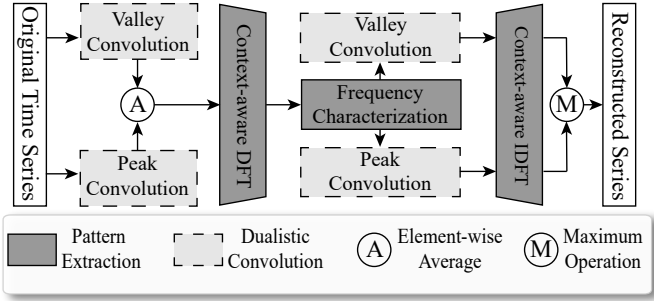 Original Time Series
Valley
Convolution
A
Peak
Convolution
Context-aware DFT
Valley
Convolution
Frequency
Characterization
Peak
Convolution
Context-aware IDFT
M
Reconstructed Series
Pattern
Extraction
Dualistic
Convolution
A
Element-wise
Average
M
Maximum
Operation